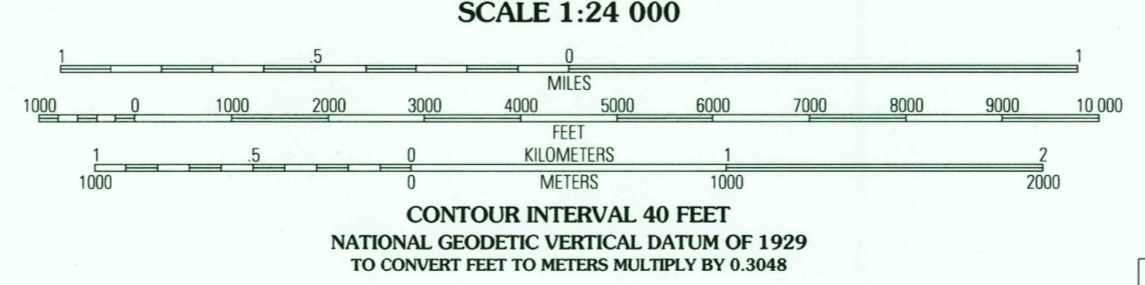 SCALE 1:24 000
1 .5 0 1
MILES
1000 0 1000 2000 3000 4000 5000 6000 7000 8000 9000 10 000
FEET
1 .5 0 KILOMETERS 1 2
1000 0 METERS 1000 2000
CONTOUR INTERVAL 40 FEET
NATIONAL GEODETIC VERTICAL DATUM OF 1929
TO CONVERT FEET TO METERS MULTIPLY BY 0.3048